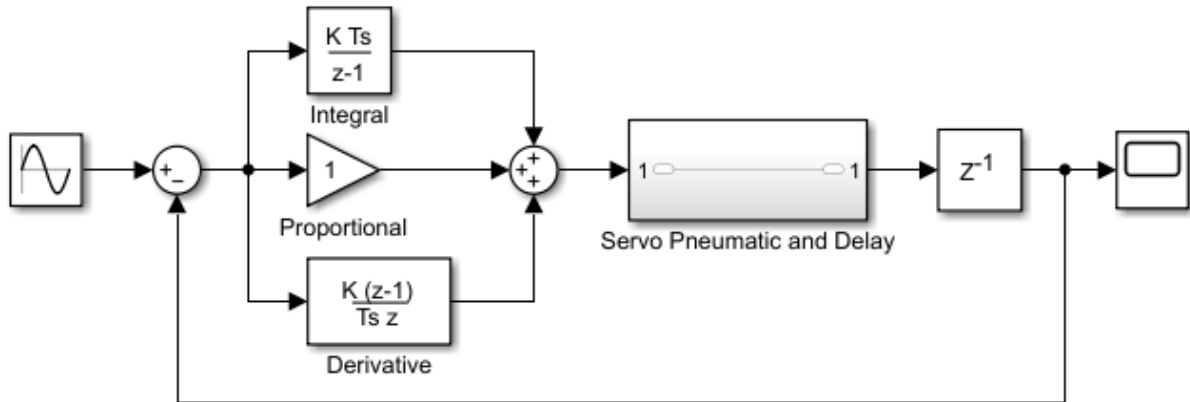 K Ts
z-1
Integral
+
−
1
Proportional
K (z-1)
Ts z
Derivative
+
+
+
1
1
Servo Pneumatic and Delay
Z-1